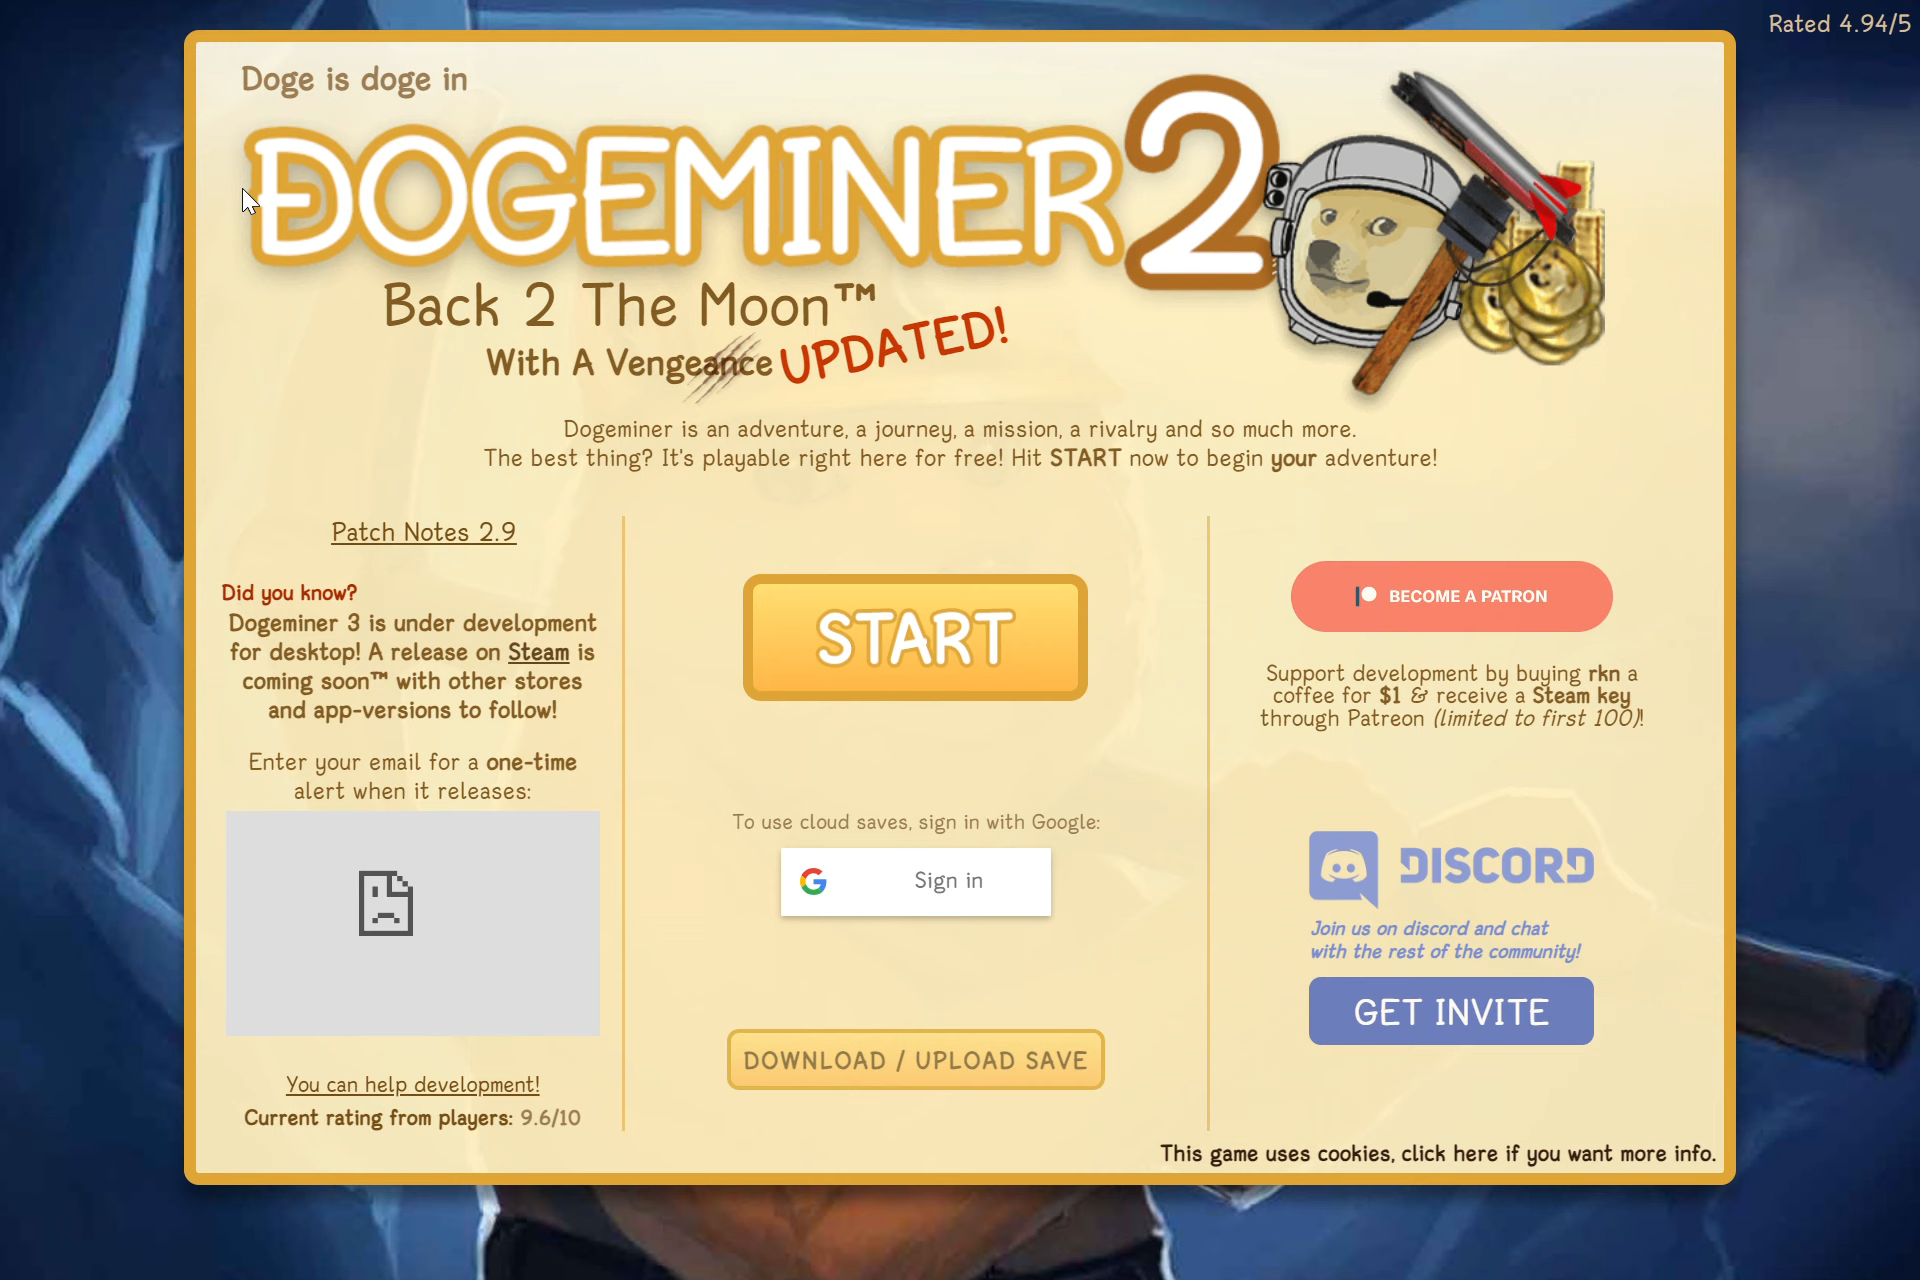 Rated 4.94/5
Doge is doge in
ÐOGEMINER 2
Back 2 The Moon™
With A Vengeance UPDATED!
Dogeminer is an adventure, a journey, a mission, a rivalry and so much more.
The best thing? It's playable right here for free! Hit START now to begin your adventure!
Patch Notes 2.9
Did you know?
Dogeminer 3 is under development
for desktop! A release on Steam is
coming soon™ with other stores
and app-versions to follow!
Enter your email for a one-time
alert when it releases:
You can help development!
Current rating from players: 9.6/10
START
To use cloud saves, sign in with Google:
Sign in
DOWNLOAD / UPLOAD SAVE
BECOME A PATRON
Support development by buying rkn a
coffee for $1 & receive a Steam key
through Patreon (limited to first 100)!
DISCORD
Join us on discord and chat
with the rest of the community!
GET INVITE
This game uses cookies, click here if you want more info.